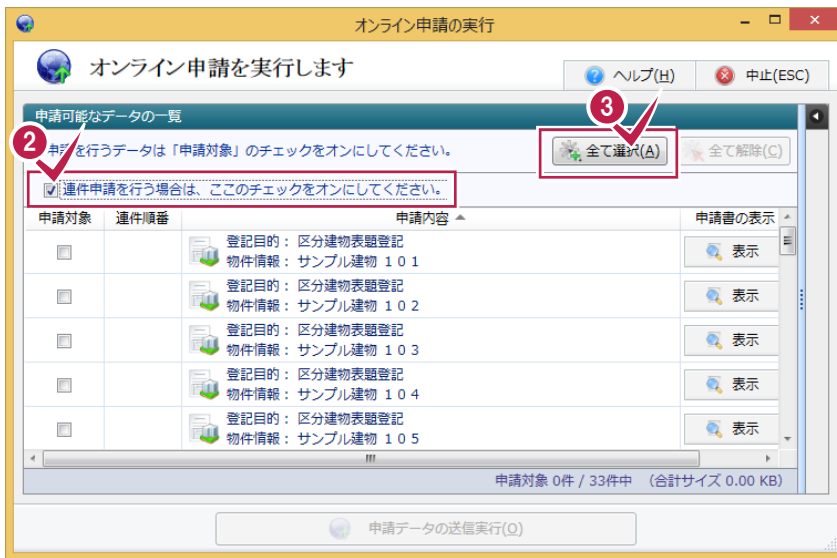 オンライン申請の実行
オンライン申請を実行します
ヘルプ(H)
中止(ESC)
申請可能なデータの一覧
3
2
申請を行うデータは「申請対象」のチェックをオンにしてください。
全て選択(A)
全て解除(C)
連件申請を行う場合は、ここのチェックをオンにしてください。
申請対象 連件順番 申請内容 申請書の表示
登記目的： 区分建物表題登記
物件情報： サンプル建物 １０１
表示
登記目的： 区分建物表題登記
物件情報： サンプル建物 １０２
表示
登記目的： 区分建物表題登記
物件情報： サンプル建物 １０３
表示
登記目的： 区分建物表題登記
物件情報： サンプル建物 １０４
表示
登記目的： 区分建物表題登記
物件情報： サンプル建物 １０５
表示
申請対象 0件 / 33件中 （合計サイズ 0.00 KB）
申請データの送信実行(O)